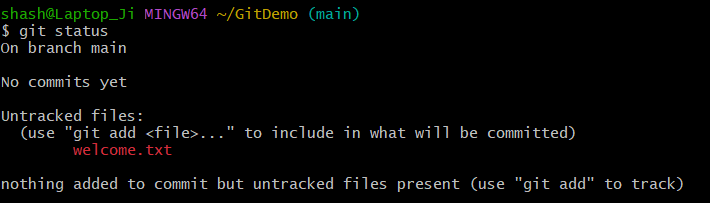 shash@Laptop_Ji MINGW64 ~/GitDemo (main)
$ git status
On branch main
No commits yet
Untracked files:
  (use "git add <file>..." to include in what will be committed)
        welcome.txt
nothing added to commit but untracked files present (use "git add" to track)